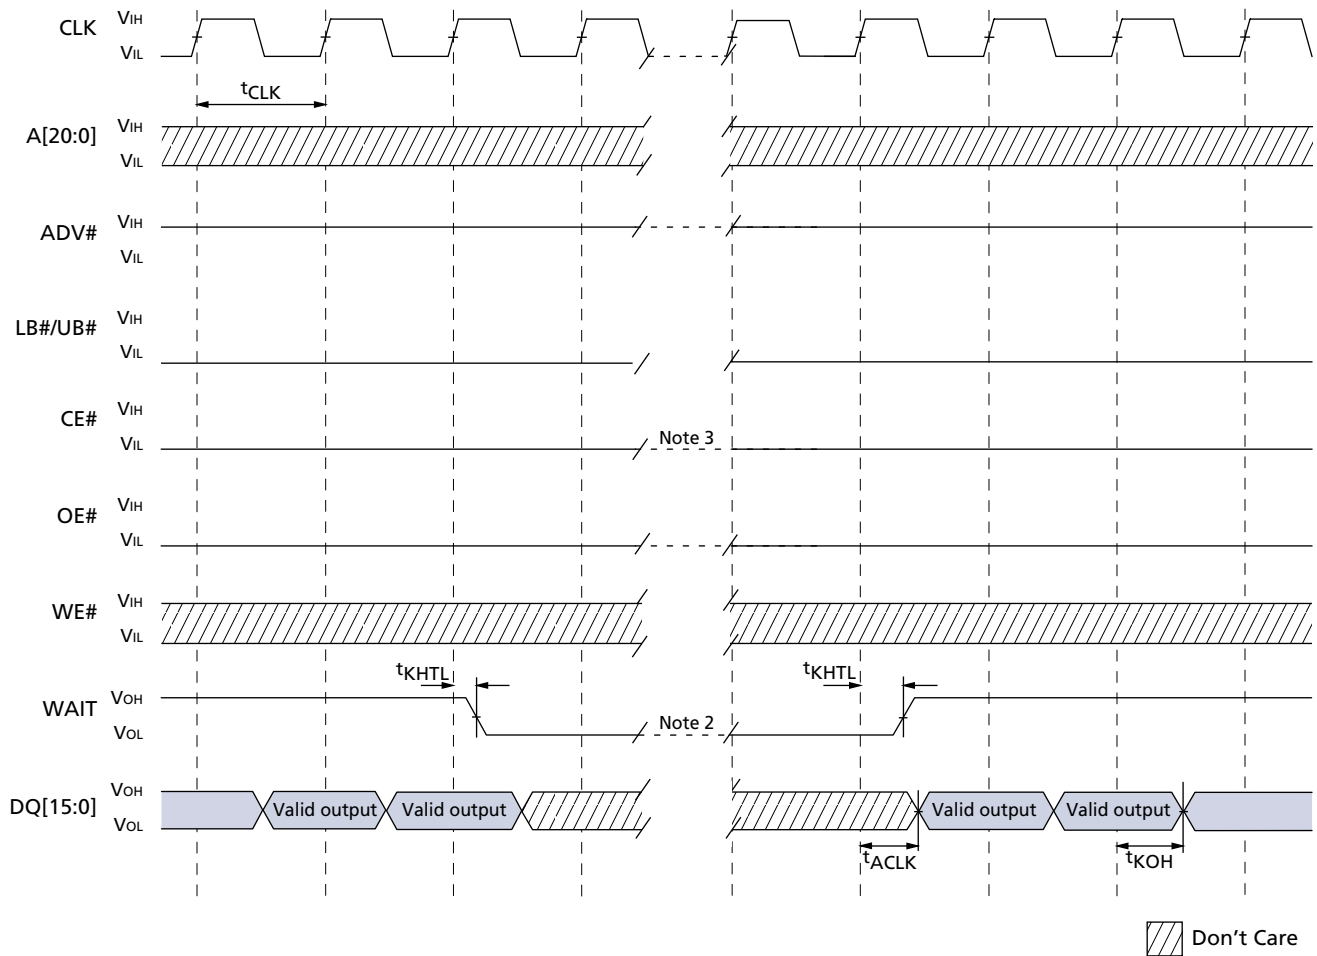 CLK
VIH
VIL
tCLK
A[20:0]
VIH
VIL
ADV#
VIH
VIL
LB#/UB#
VIH
VIL
CE#
VIH
VIL
Note 3
OE#
VIH
VIL
WE#
VIH
VIL
tKHTL
tKHTL
WAIT
VOH
VOL
Note 2
DQ[15:0]
VOH
VOL
Valid output
Valid output
Valid output
Valid output
tACLK
tKOH
Don't Care